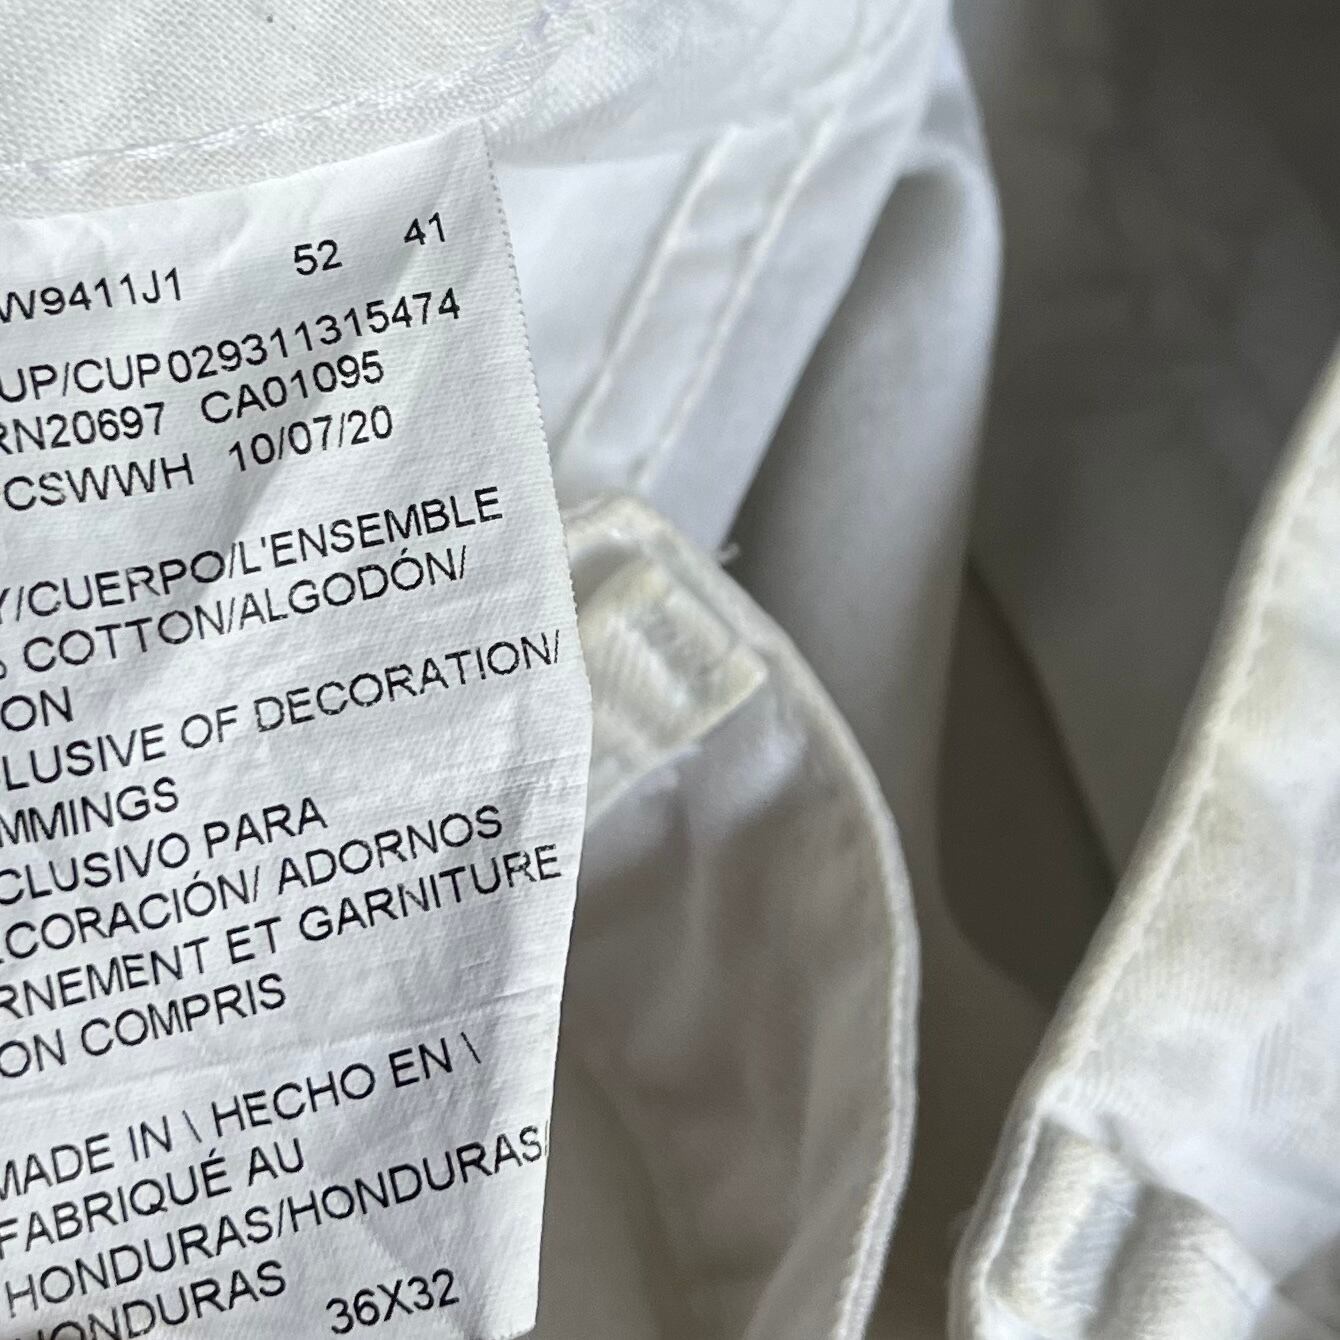 W9411J1 52 41
UP/CUP 029311315474
RN20697 CA01095
CSWWH 10/07/20
Y/CUERPO/L'ENSEMBLE
COTTON/ALGODÓN/
ON
LUSIVE OF DECORATION/
MMINGS
CLUSIVO PARA
CORACIÓN/ ADORNOS
RNEMENT ET GARNITURE
ON COMPRIS
MADE IN \ HECHO EN \
FABRIQUÉ AU
HONDURAS/HONDURAS/
HONDURAS
36X32